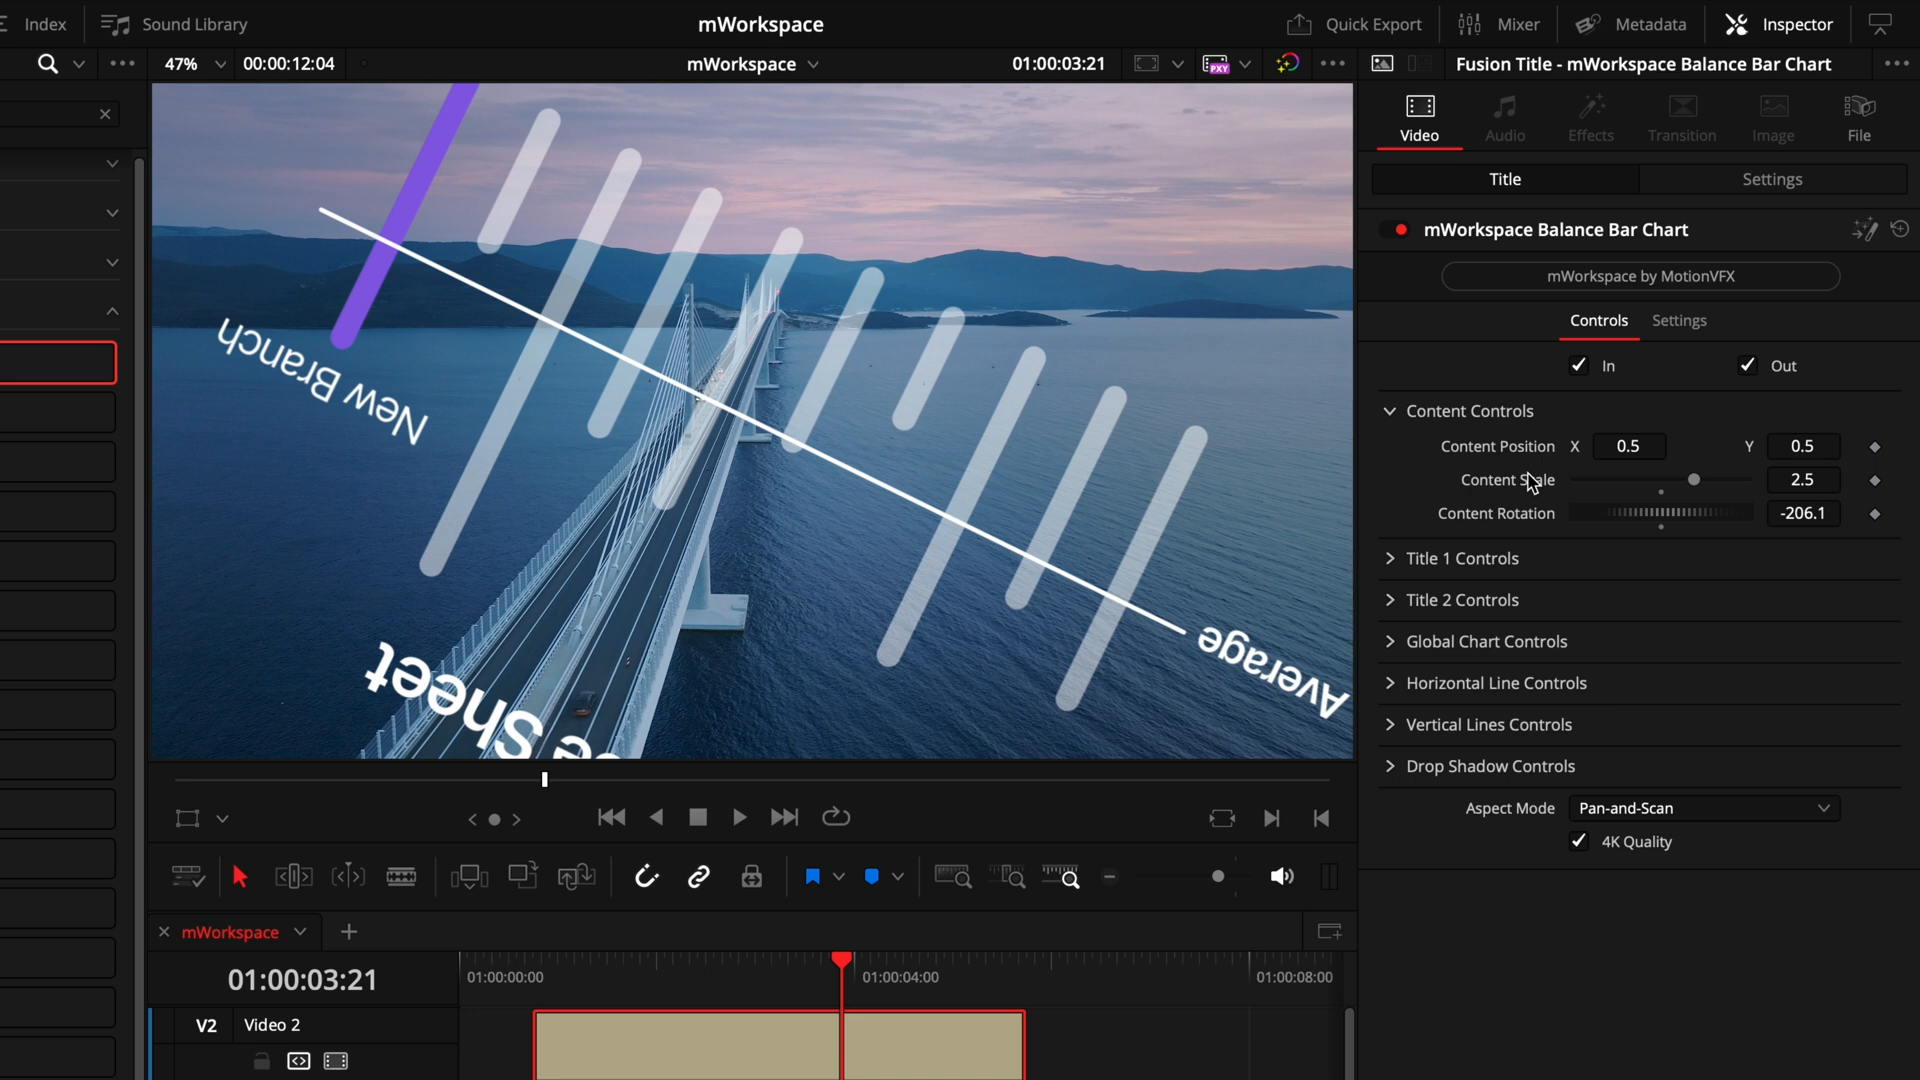 Index
Sound Library
mWorkspace
Quick Export
Mixer
Metadata
Inspector
47%
00:00:12:04
mWorkspace
01:00:03:21
PXY
Fusion Title - mWorkspace Balance Bar Chart
Video
Audio
Effects
Transition
Image
File
Title
Settings
mWorkspace Balance Bar Chart
mWorkspace by MotionVFX
Controls
Settings
In
Out
Content Controls
Content Position
X
0.5
Y
0.5
Content Scale
2.5
Content Rotation
-206.1
Title 1 Controls
Title 2 Controls
Global Chart Controls
Horizontal Line Controls
Vertical Lines Controls
Drop Shadow Controls
Aspect Mode
Pan-and-Scan
4K Quality
New Branch
Average
ce Sheet
mWorkspace
01:00:03:21
01:00:00:00
01:00:04:00
01:00:08:00
V2
Video 2